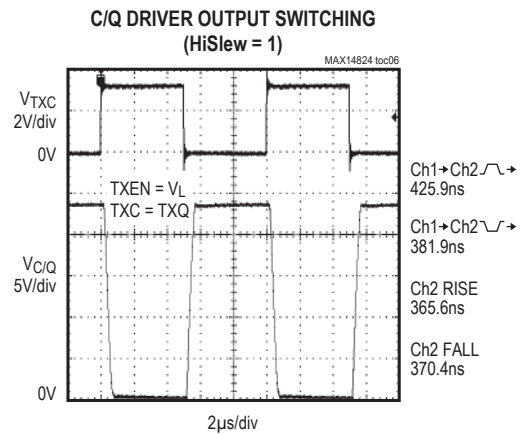 C/Q DRIVER OUTPUT SWITCHING
(HiSlew = 1)
MAX14824 toc06
VTXC
2V/div
0V
TXEN = VL
TXC = TXQ
VC/Q
5V/div
0V
2µs/div
Ch1→Ch2 →
425.9ns
Ch1→Ch2 →
381.9ns
Ch2 RISE
365.6ns
Ch2 FALL
370.4ns